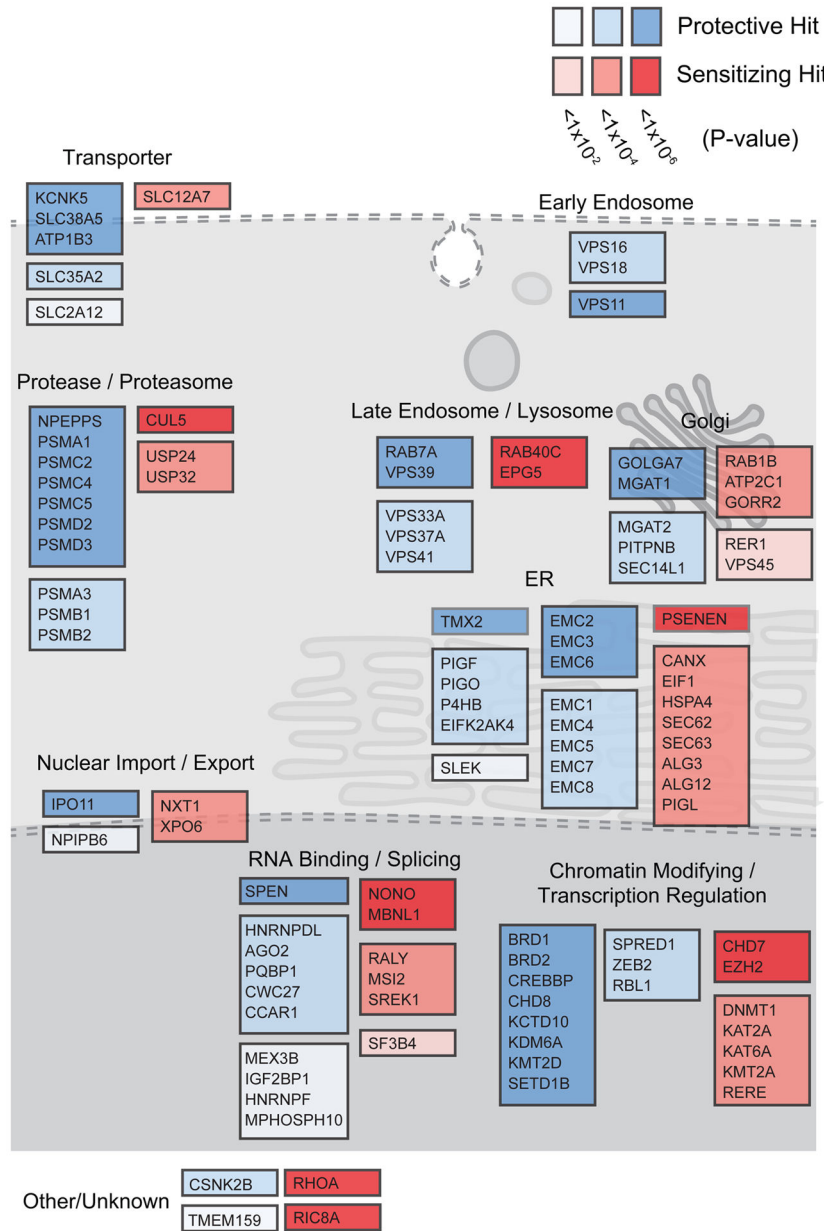 Protective Hit
Sensitizing Hit
<1x10-2
<1x10-4
<1x10-6
(P-value)
Transporter
KCNK5
SLC38A5
ATP1B3
SLC12A7
SLC35A2
SLC2A12
Early Endosome
VPS16
VPS18
VPS11
Protease / Proteasome
NPEPPS
PSMA1
PSMC2
PSMC4
PSMC5
PSMD2
PSMD3
CUL5
USP24
USP32
PSMA3
PSMB1
PSMB2
Late Endosome / Lysosome
RAB7A
VPS39
RAB40C
EPG5
VPS33A
VPS37A
VPS41
Golgi
GOLGA7
MGAT1
RAB1B
ATP2C1
GORR2
MGAT2
PITPNB
SEC14L1
RER1
VPS45
ER
TMX2
PIGF
PIGO
P4HB
EIFK2AK4
SLEK
EMC2
EMC3
EMC6
EMC1
EMC4
EMC5
EMC7
EMC8
PSENEN
CANX
EIF1
HSPA4
SEC62
SEC63
ALG3
ALG12
PIGL
Nuclear Import / Export
IPO11
NPIPB6
NXT1
XPO6
RNA Binding / Splicing
SPEN
HNRNPDL
AGO2
PQBP1
CWC27
CCAR1
MEX3B
IGF2BP1
HNRNPF
MPHOSPH10
NONO
MBNL1
RALY
MSI2
SREK1
SF3B4
Chromatin Modifying /
Transcription Regulation
BRD1
BRD2
CREBBP
CHD8
KCTD10
KDM6A
KMT2D
SETD1B
SPRED1
ZEB2
RBL1
CHD7
EZH2
DNMT1
KAT2A
KAT6A
KMT2A
RERE
Other/Unknown
CSNK2B
RHOA
TMEM159
RIC8A